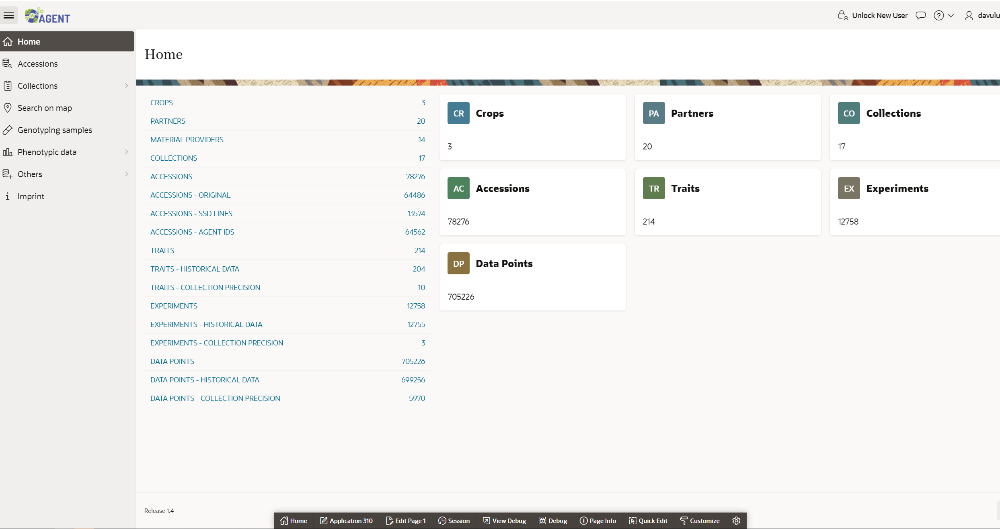 AGENT
Unlock New User
davulu
Home
Accessions
Collections
Search on map
Genotyping samples
Phenotypic data
Others
Imprint
Home
CROPS 3
PARTNERS 20
MATERIAL PROVIDERS 14
COLLECTIONS 17
ACCESSIONS 78276
ACCESSIONS - ORIGINAL 64486
ACCESSIONS - SSD LINES 13574
ACCESSIONS - AGENT IDS 64562
TRAITS 214
TRAITS - HISTORICAL DATA 204
TRAITS - COLLECTION PRECISION 10
EXPERIMENTS 12758
EXPERIMENTS - HISTORICAL DATA 12755
EXPERIMENTS - COLLECTION PRECISION 3
DATA POINTS 705226
DATA POINTS - HISTORICAL DATA 699256
DATA POINTS - COLLECTION PRECISION 5970
CR Crops
3
PA Partners
20
CO Collections
17
AC Accessions
78276
TR Traits
214
EX Experiments
12758
DP Data Points
705226
Release 1.4
Home Application 310 Edit Page 1 Session View Debug Debug Page Info Quick Edit Customize